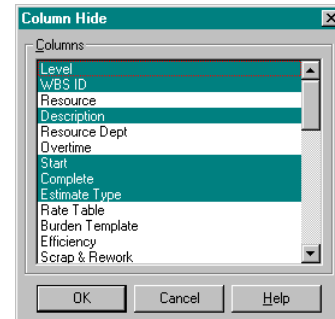 Column Hide
Columns
Level
WBS ID
Resource
Description
Resource Dept
Overtime
Start
Complete
Estimate Type
Rate Table
Burden Template
Efficiency
Scrap & Rework
OK Cancel Help